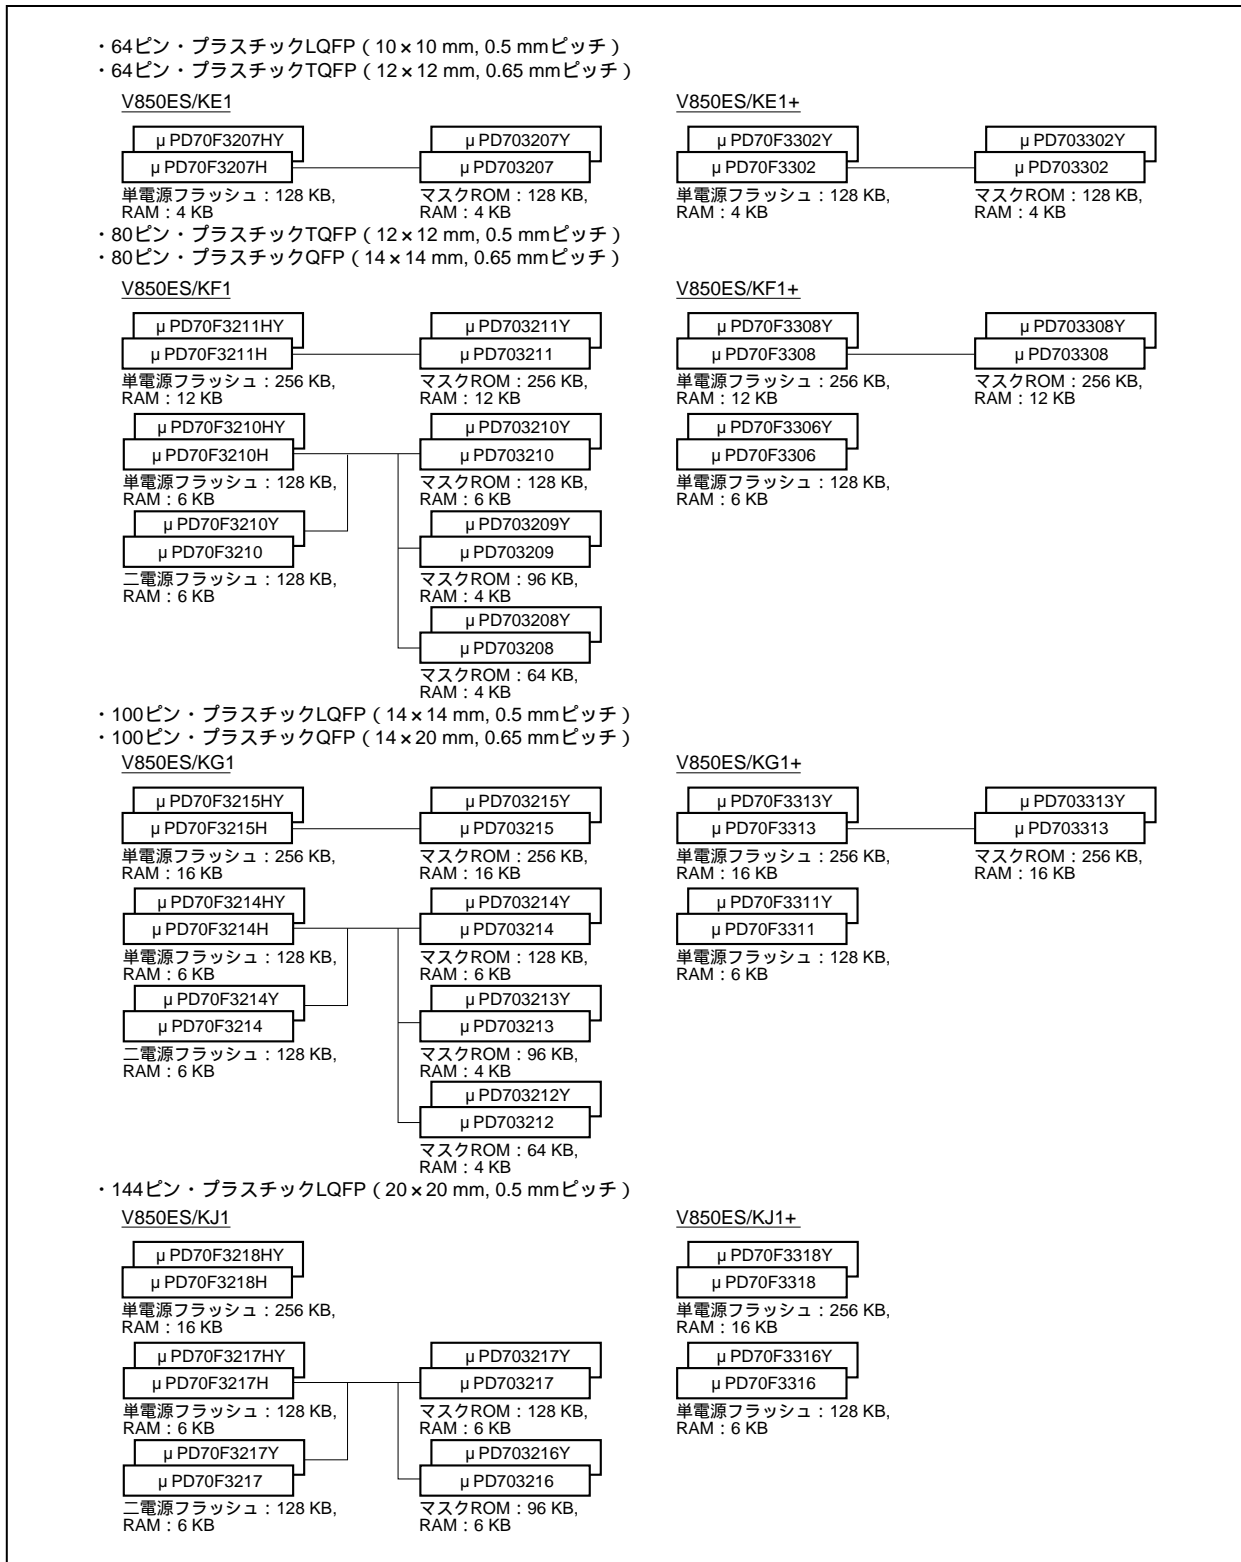 ・64ピン・プラスチックLQFP（10×10 mm, 0.5 mmピッチ）
・64ピン・プラスチックTQFP（12×12 mm, 0.65 mmピッチ）
V850ES/KE1
μPD70F3207HY
μPD70F3207H
単電源フラッシュ：128 KB,
RAM：4 KB
μPD703207Y
μPD703207
マスクROM：128 KB,
RAM：4 KB
V850ES/KE1+
μPD70F3302Y
μPD70F3302
単電源フラッシュ：128 KB,
RAM：4 KB
μPD703302Y
μPD703302
マスクROM：128 KB,
RAM：4 KB
・80ピン・プラスチックTQFP（12×12 mm, 0.5 mmピッチ）
・80ピン・プラスチックQFP（14×14 mm, 0.65 mmピッチ）
V850ES/KF1
μPD70F3211HY
μPD70F3211H
単電源フラッシュ：256 KB,
RAM：12 KB
μPD703211Y
μPD703211
マスクROM：256 KB,
RAM：12 KB
μPD70F3210HY
μPD70F3210H
単電源フラッシュ：128 KB,
RAM：6 KB
μPD703210Y
μPD703210
マスクROM：128 KB,
RAM：6 KB
μPD70F3210Y
μPD70F3210
二電源フラッシュ：128 KB,
RAM：6 KB
μPD703209Y
μPD703209
マスクROM：96 KB,
RAM：4 KB
μPD703208Y
μPD703208
マスクROM：64 KB,
RAM：4 KB
V850ES/KF1+
μPD70F3308Y
μPD70F3308
単電源フラッシュ：256 KB,
RAM：12 KB
μPD703308Y
μPD703308
マスクROM：256 KB,
RAM：12 KB
μPD70F3306Y
μPD70F3306
単電源フラッシュ：128 KB,
RAM：6 KB
・100ピン・プラスチックLQFP（14×14 mm, 0.5 mmピッチ）
・100ピン・プラスチックQFP（14×20 mm, 0.65 mmピッチ）
V850ES/KG1
μPD70F3215HY
μPD70F3215H
単電源フラッシュ：256 KB,
RAM：16 KB
μPD703215Y
μPD703215
マスクROM：256 KB,
RAM：16 KB
μPD70F3214HY
μPD70F3214H
単電源フラッシュ：128 KB,
RAM：6 KB
μPD703214Y
μPD703214
マスクROM：128 KB,
RAM：6 KB
μPD70F3214Y
μPD70F3214
二電源フラッシュ：128 KB,
RAM：6 KB
μPD703213Y
μPD703213
マスクROM：96 KB,
RAM：4 KB
μPD703212Y
μPD703212
マスクROM：64 KB,
RAM：4 KB
V850ES/KG1+
μPD70F3313Y
μPD70F3313
単電源フラッシュ：256 KB,
RAM：16 KB
μPD703313Y
μPD703313
マスクROM：256 KB,
RAM：16 KB
μPD70F3311Y
μPD70F3311
単電源フラッシュ：128 KB,
RAM：6 KB
・144ピン・プラスチックLQFP（20×20 mm, 0.5 mmピッチ）
V850ES/KJ1
μPD70F3218HY
μPD70F3218H
単電源フラッシュ：256 KB,
RAM：16 KB
μPD70F3217HY
μPD70F3217H
単電源フラッシュ：128 KB,
RAM：6 KB
μPD703217Y
μPD703217
マスクROM：128 KB,
RAM：6 KB
μPD70F3217Y
μPD70F3217
二電源フラッシュ：128 KB,
RAM：6 KB
μPD703216Y
μPD703216
マスクROM：96 KB,
RAM：6 KB
V850ES/KJ1+
μPD70F3318Y
μPD70F3318
単電源フラッシュ：256 KB,
RAM：16 KB
μPD70F3316Y
μPD70F3316
単電源フラッシュ：128 KB,
RAM：6 KB